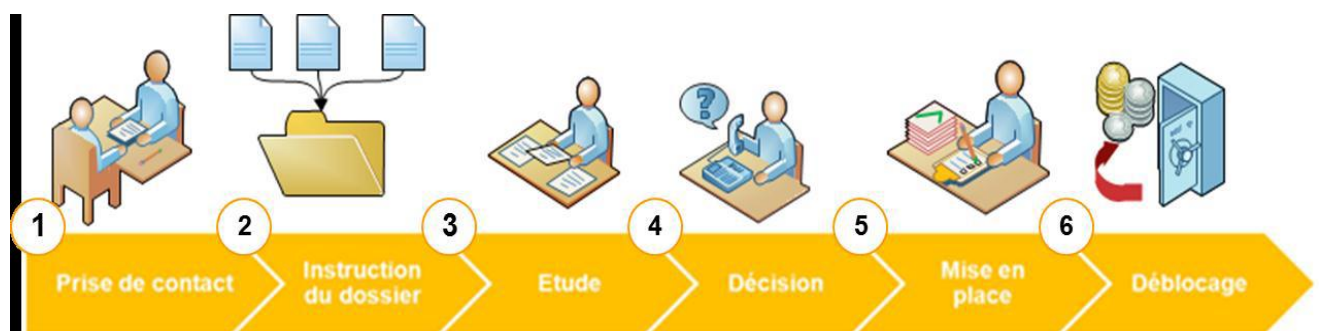 1
2
3
4
5
6
Prise de contact
Instruction
du dossier
Etude
Décision
Mise en
place
Déblocage